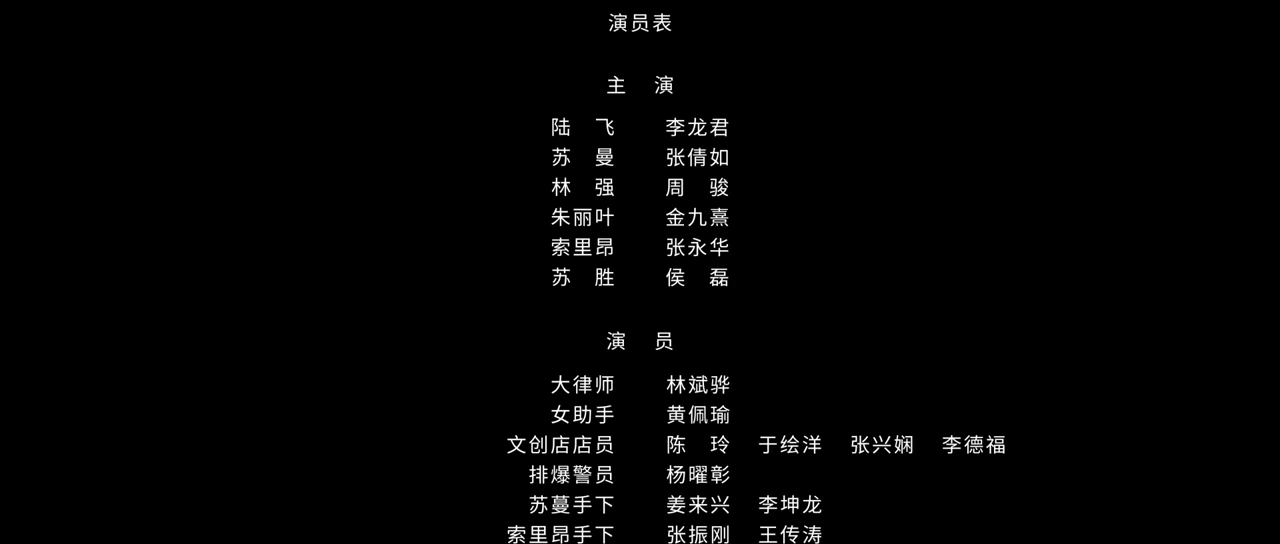 演员表
主 演
陆 飞 李龙君
苏 曼 张倩如
林 强 周 骏
朱丽叶 金九熹
索里昂 张永华
苏 胜 侯 磊
演 员
大律师 林斌骅
女助手 黄佩瑜
文创店店员 陈 玲 于绘洋 张兴娴 李德福
排爆警员 杨曜彰
苏蔓手下 姜来兴 李坤龙
索里昂手下 张振刚 王传涛